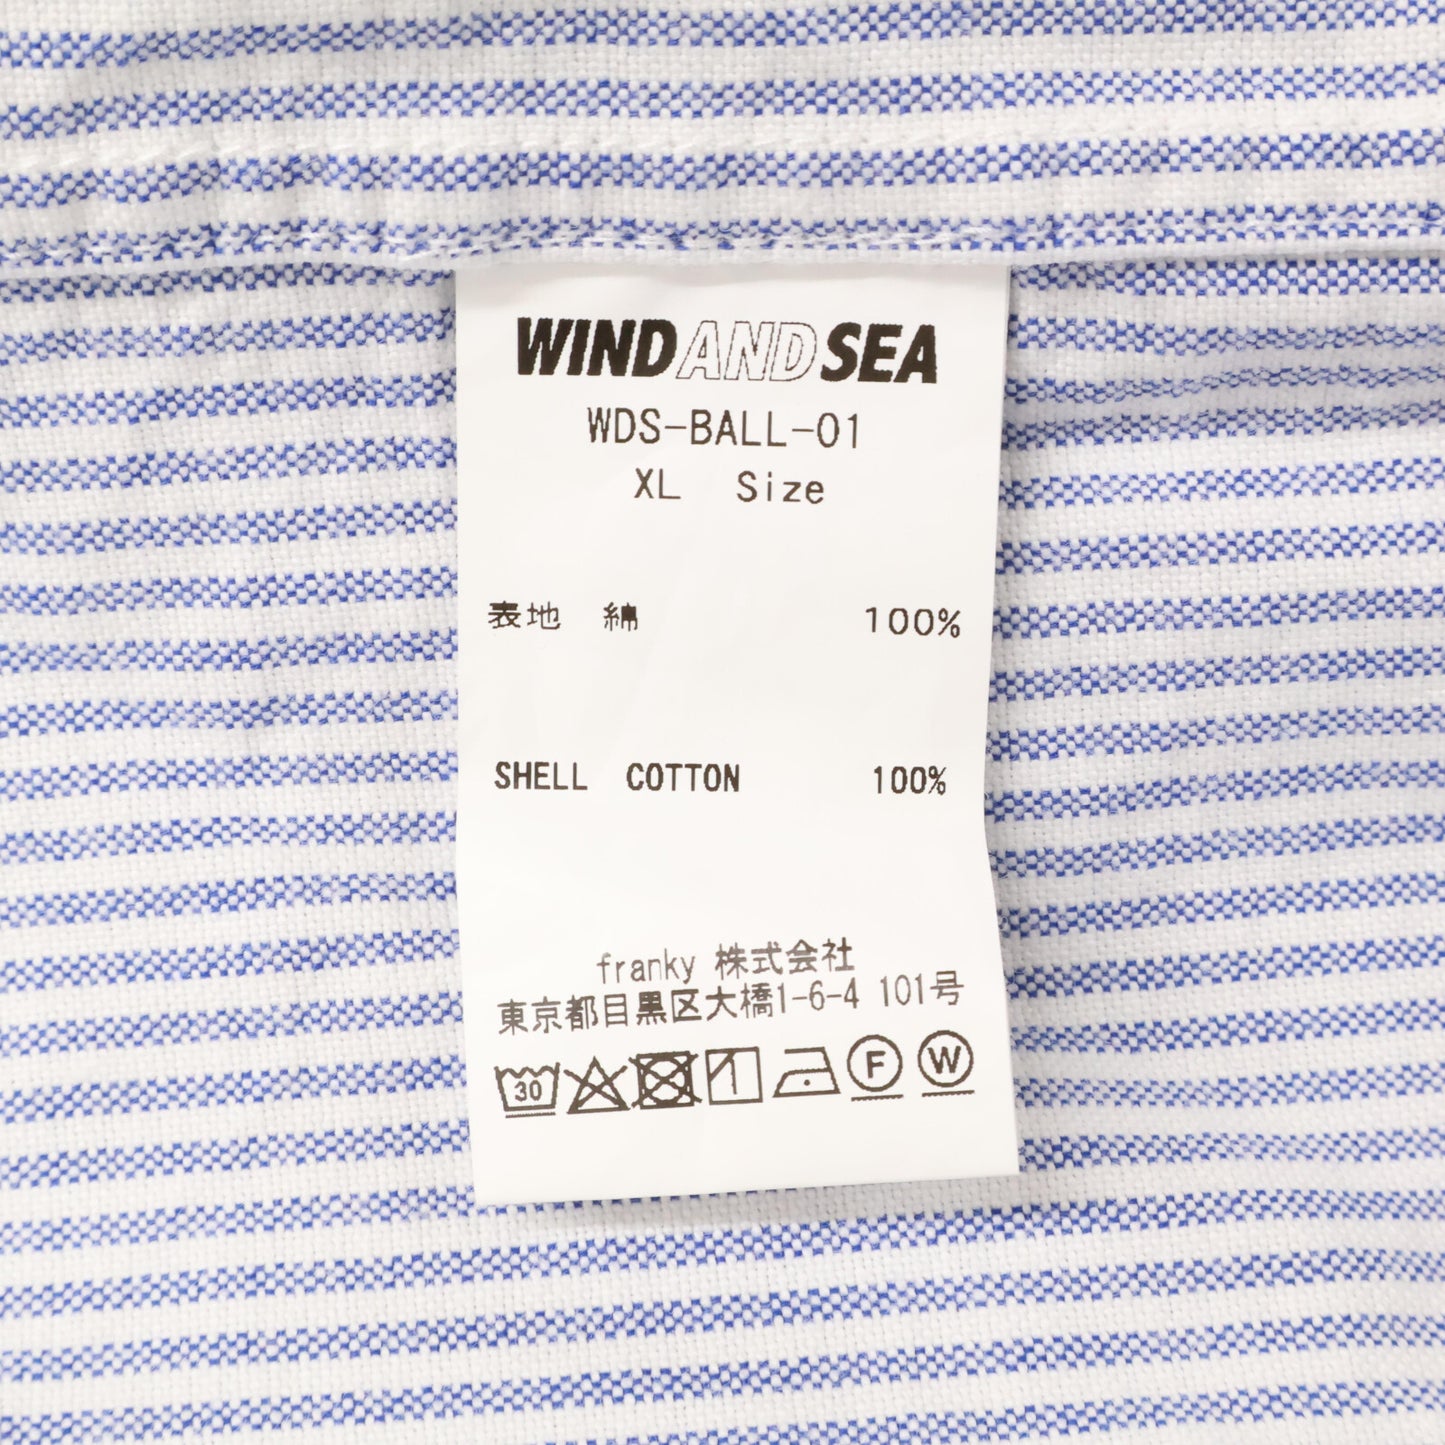 WINDANDSEA
WDS-BALL-01
XL Size
表地 綿 100%
SHELL COTTON 100%
franky 株式会社
東京都目黒区大橋1-6-4 101号
30 F W